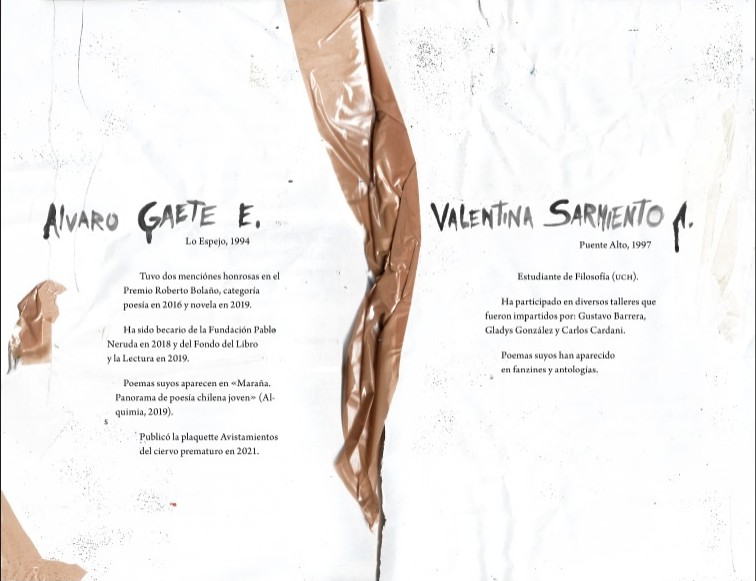 Alvaro Gaete E.
Lo Espejo, 1994
Tuvo dos menciónes honrosas en el
Premio Roberto Bolaño, categoría
poesía en 2016 y novela en 2019.
Ha sido becario de la Fundación Pablo
Neruda en 2018 y del Fondo del Libro
y la Lectura en 2019.
Poemas suyos aparecen en «Maraña.
Panorama de poesía chilena joven» (Al-
quimia, 2019).
s
Publicó la plaquette Avistamientos
del ciervo prematuro en 2021.
Valentina Sarmiento
Puente Alto, 1997
Estudiante de Filosofía (UCH).
Ha participado en diversos talleres que
fueron impartidos por: Gustavo Barrera,
Gladys González y Carlos Cardani.
Poemas suyos han aparecido
en fanzines y antologías.